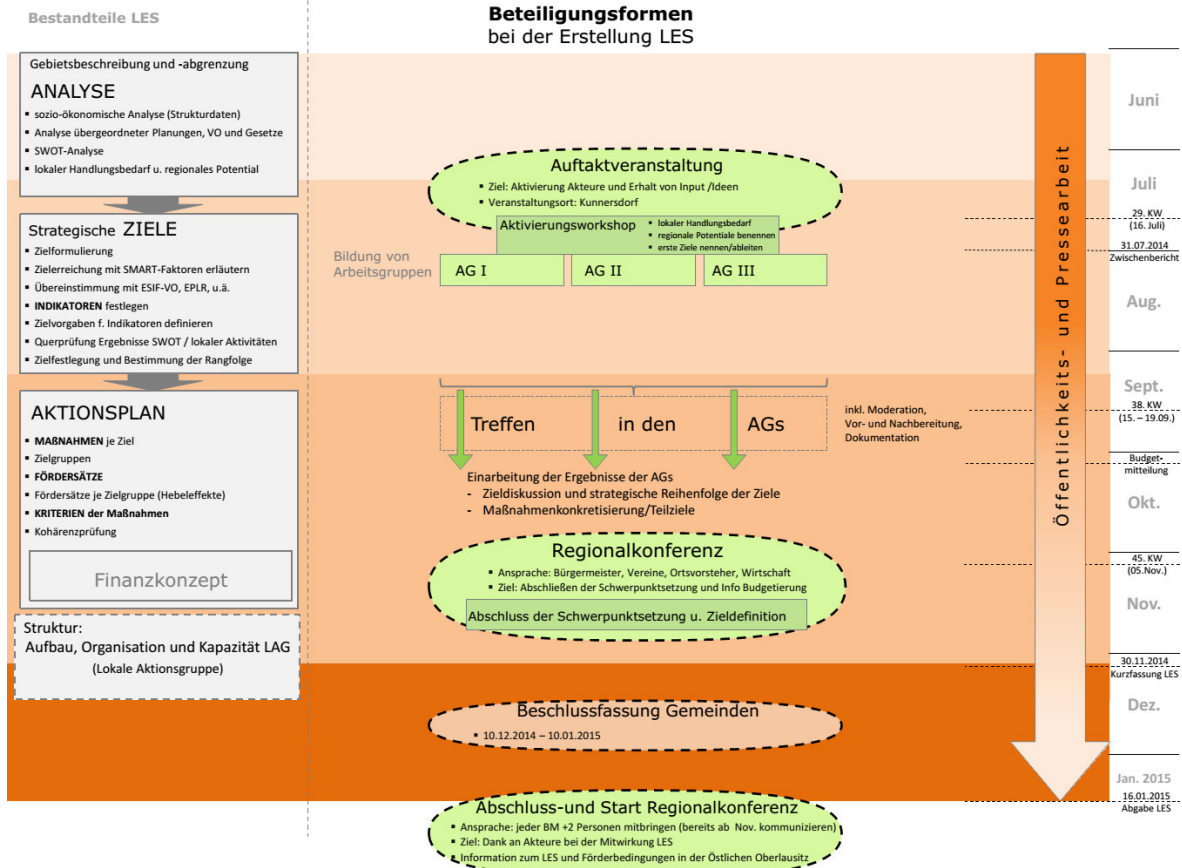 Bestandteile LES
Beteiligungsformen
bei der Erstellung LES
Gebietsbeschreibung und -abgrenzung
ANALYSE
▪ sozio-ökonomische Analyse (Strukturdaten)
▪ Analyse übergeordneter Planungen, VO und Gesetze
▪ SWOT-Analyse
▪ lokaler Handlungsbedarf u. regionales Potential
Strategische ZIELE
▪ Zielformulierung
▪ Zielerreichung mit SMART-Faktoren erläutern
▪ Übereinstimmung mit ESIF-VO, EPLR, u.ä.
▪ INDIKATOREN festlegen
▪ Zielvorgaben f. Indikatoren definieren
▪ Querprüfung Ergebnisse SWOT / lokaler Aktivitäten
▪ Zielfestlegung und Bestimmung der Rangfolge
AKTIONSPLAN
▪ MAßNAHMEN je Ziel
▪ Zielgruppen
▪ FÖRDERSÄTZE
▪ Fördersätze je Zielgruppe (Hebeleffekte)
▪ KRITERIEN der Maßnahmen
▪ Kohärenzprüfung
Finanzkonzept
Struktur:
Aufbau, Organisation und Kapazität LAG
(Lokale Aktionsgruppe)
Auftaktveranstaltung
▪ Ziel: Aktivierung Akteure und Erhalt von Input /Ideen
▪ Veranstaltungsort: Kunnersdorf
Aktivierungsworkshop
▪ lokaler Handlungsbedarf
▪ regionale Potentiale benennen
▪ erste Ziele nennen/ableiten
Bildung von
Arbeitsgruppen
AG I
AG II
AG III
Treffen in den AGs
inkl. Moderation,
Vor- und Nachbereitung,
Dokumentation
Einarbeitung der Ergebnisse der AGs
- Zieldiskussion und strategische Reihenfolge der Ziele
- Maßnahmenkonkretisierung/Teilziele
Regionalkonferenz
▪ Ansprache: Bürgermeister, Vereine, Ortsvorsteher, Wirtschaft
▪ Ziel: Abschließen der Schwerpunktsetzung und Info Budgetierung
Abschluss der Schwerpunktsetzung u. Zieldefinition
Beschlussfassung Gemeinden
▪ 10.12.2014 – 10.01.2015
Abschluss-und Start Regionalkonferenz
▪ Ansprache: jeder BM +2 Personen mitbringen (bereits ab Nov. kommunizieren)
▪ Ziel: Dank an Akteure bei der Mitwirkung LES
▪ Information zum LES und Förderbedingungen in der Östlichen Oberlausitz
Öffentlichkeits- und Pressearbeit
Juni
Juli
29. KW
(16. Juli)
31.07.2014
Zwischenbericht
Aug.
Sept.
38. KW
(15. – 19.09.)
Budget-
mitteilung
Okt.
45. KW
(05.Nov.)
Nov.
30.11.2014
Kurzfassung LES
Dez.
Jan. 2015
16.01.2015
Abgabe LES